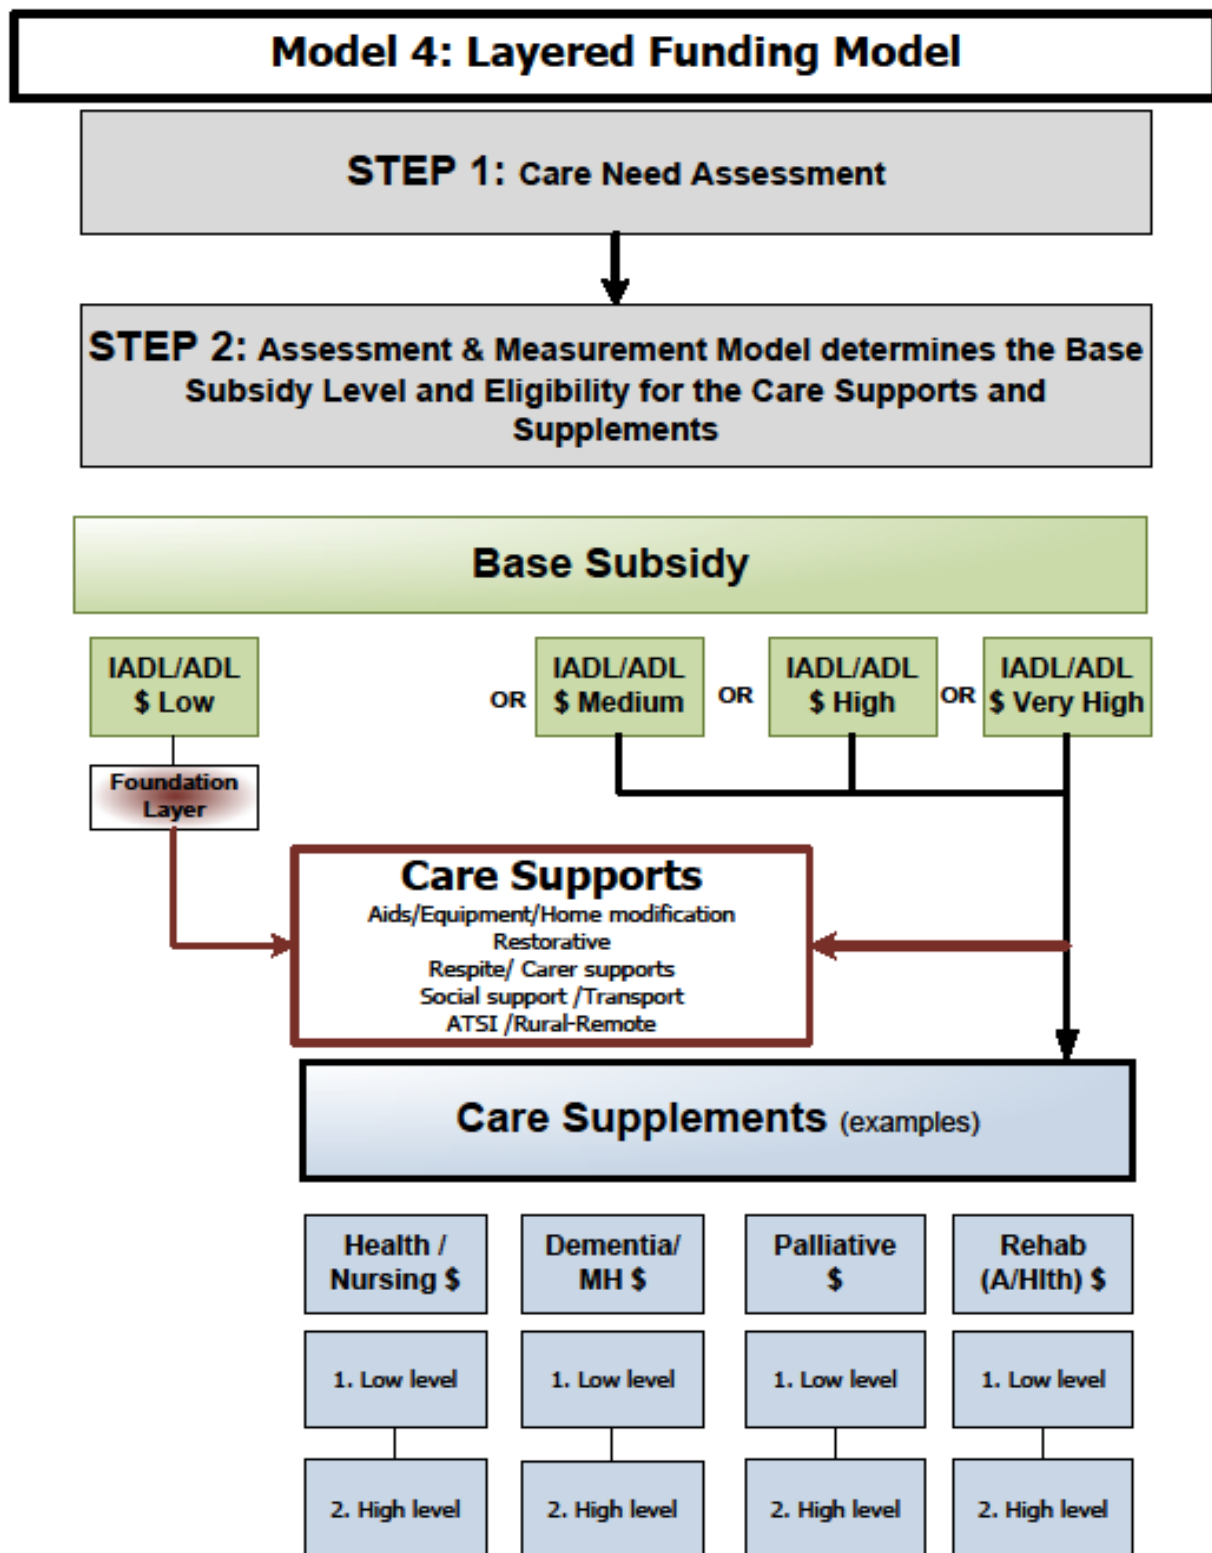 Model 4: Layered Funding Model
STEP 1: Care Need Assessment
STEP 2: Assessment & Measurement Model determines the Base
Subsidy Level and Eligibility for the Care Supports and
Supplements
Base Subsidy
IADL/ADL
$ Low
OR
IADL/ADL
$ Medium
OR
IADL/ADL
$ High
OR
IADL/ADL
$ Very High
Foundation
Layer
Care Supports
Aids/Equipment/Home modification
Restorative
Respite/ Carer supports
Social support /Transport
ATSI /Rural-Remote
Care Supplements (examples)
Health /
Nursing $
Dementia/
MH $
Palliative
$
Rehab
(A/Hlth) $
1. Low level
1. Low level
1. Low level
1. Low level
2. High level
2. High level
2. High level
2. High level